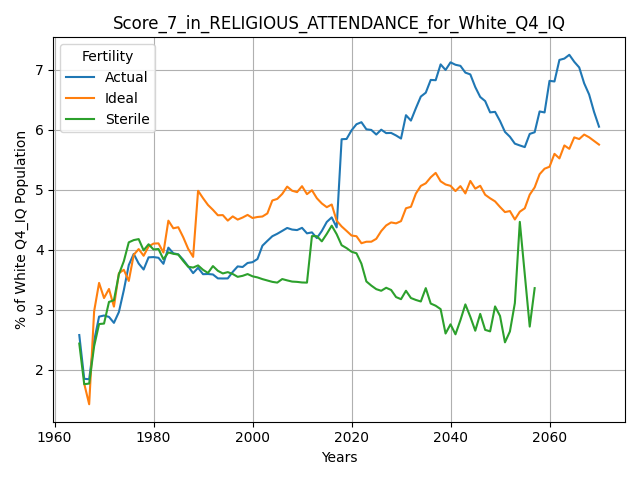 Score_7_in_RELIGIOUS_ATTENDANCE_for_White_Q4_IQ
Fertility
Actual
Ideal
Sterile
% of White Q4_IQ Population
7
6
5
4
3
2
1960
1980
2000
2020
2040
2060
Years